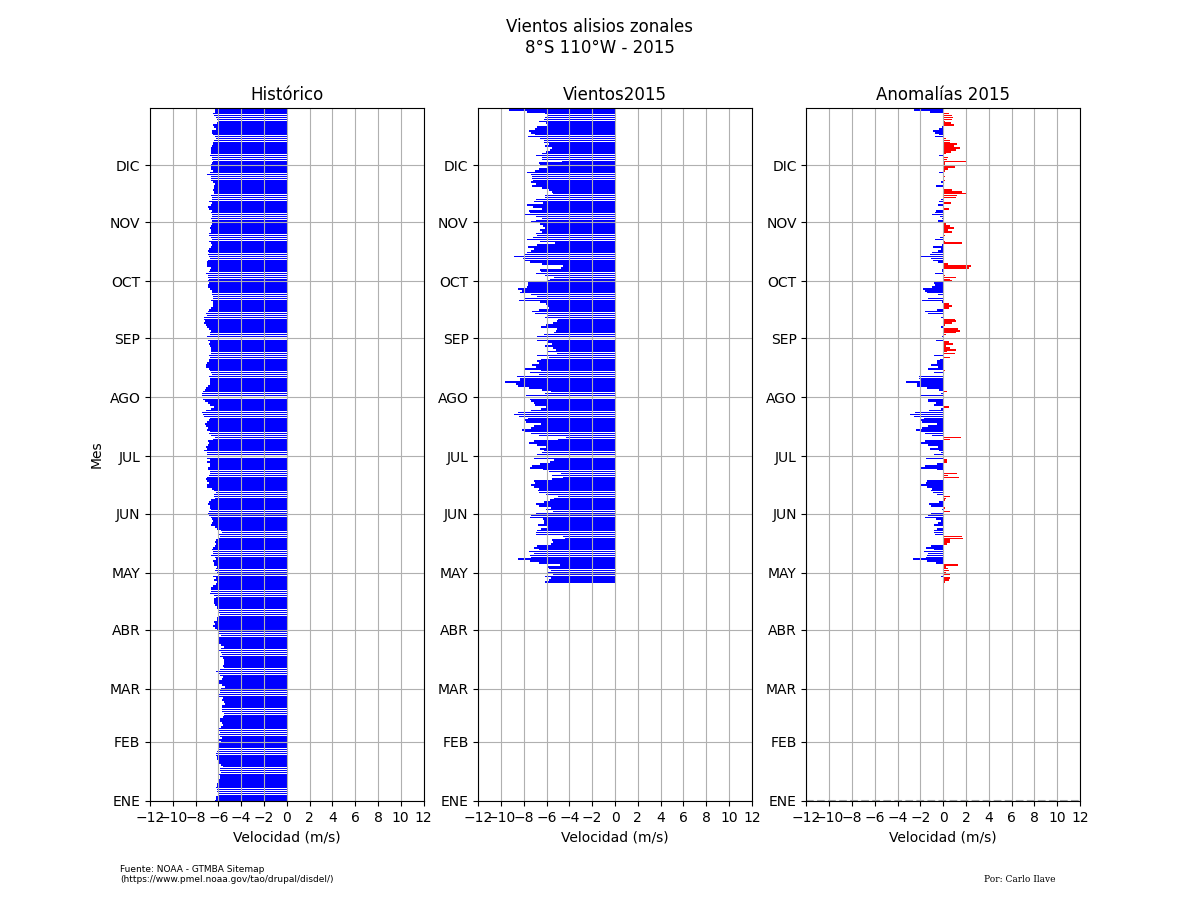 Vientos alisios zonales
8°S 110°W - 2015
Histórico
Vientos2015
Anomalías 2015
DIC
NOV
OCT
SEP
AGO
JUL
JUN
MAY
ABR
MAR
FEB
ENE
Mes
−12 −10 −8 −6 −4 −2 0 2 4 6 8 10 12
Velocidad (m/s)
DIC
NOV
OCT
SEP
AGO
JUL
JUN
MAY
ABR
MAR
FEB
ENE
−12 −10 −8 −6 −4 −2 0 2 4 6 8 10 12
Velocidad (m/s)
DIC
NOV
OCT
SEP
AGO
JUL
JUN
MAY
ABR
MAR
FEB
ENE
−12 −10 −8 −6 −4 −2 0 2 4 6 8 10 12
Velocidad (m/s)
Fuente: NOAA - GTMBA Sitemap
(https://www.pmel.noaa.gov/tao/drupal/disdel/)
Por: Carlo Ilave